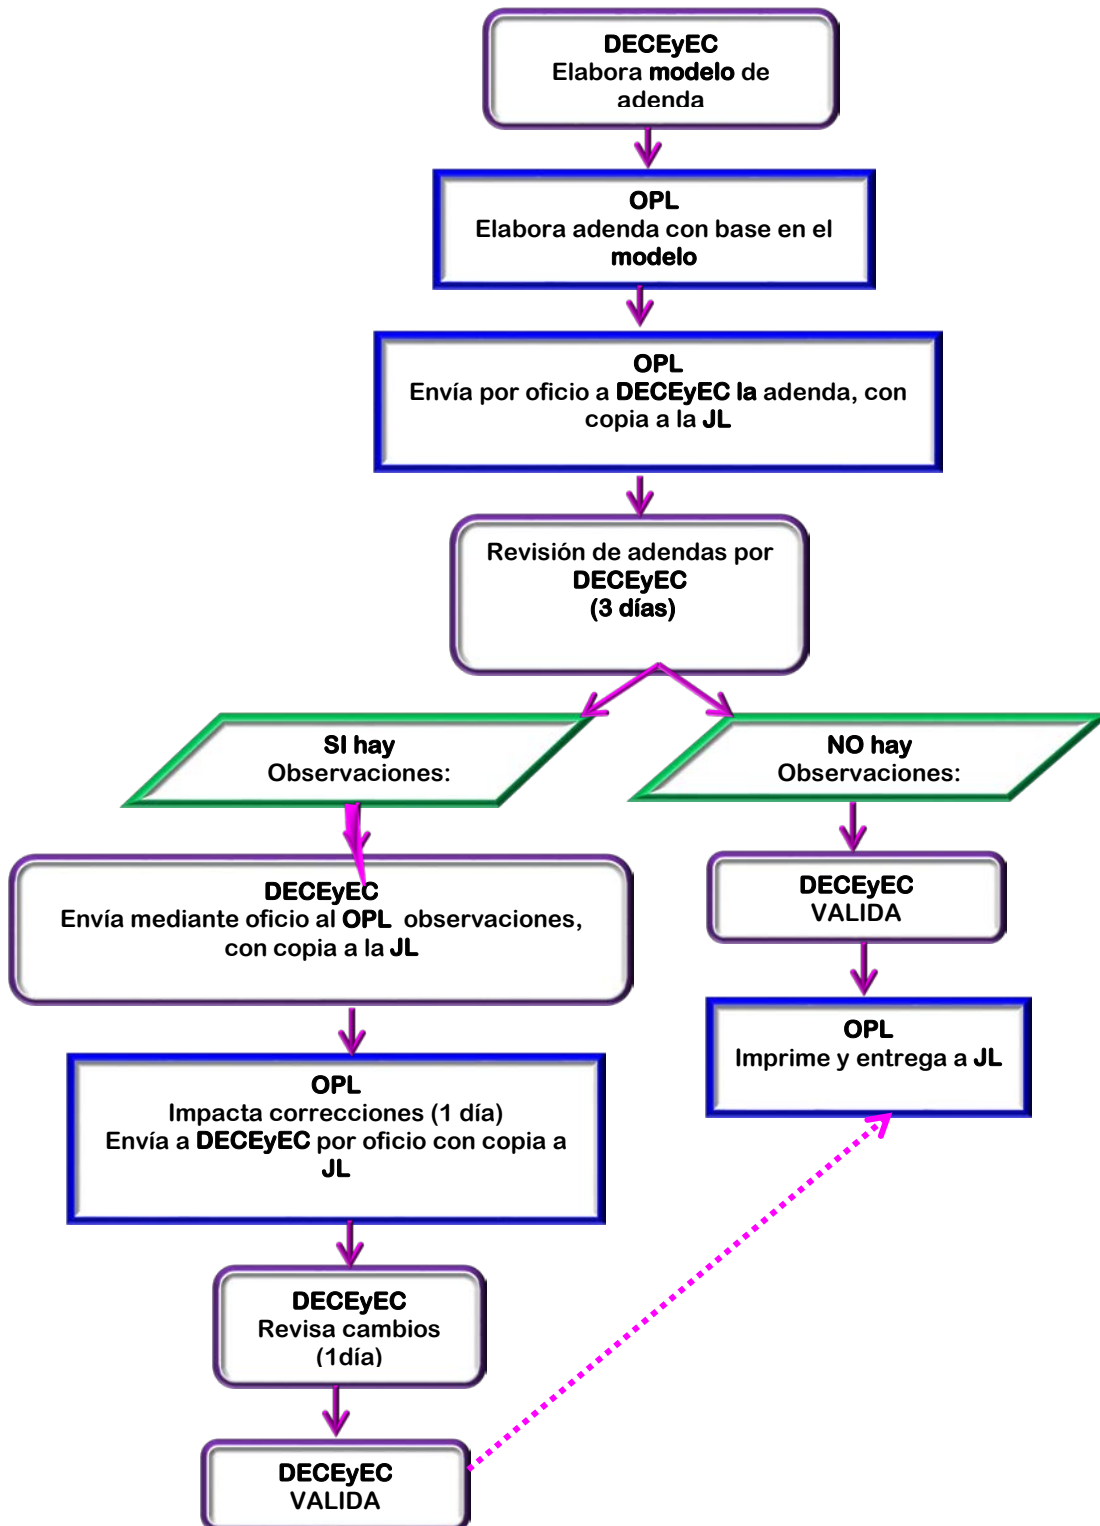 DECEyEC
Elabora modelo de
adenda
OPL
Elabora adenda con base en el
modelo
OPL
Envía por oficio a DECEyEC la adenda, con
copia a la JL
Revisión de adendas por
DECEyEC
(3 días)
SI hay
Observaciones:
NO hay
Observaciones:
DECEyEC
Envía mediante oficio al OPL observaciones,
con copia a la JL
DECEyEC
VALIDA
OPL
Imprime y entrega a JL
OPL
Impacta correcciones (1 día)
Envía a DECEyEC por oficio con copia a
JL
DECEyEC
Revisa cambios
(1día)
DECEyEC
VALIDA